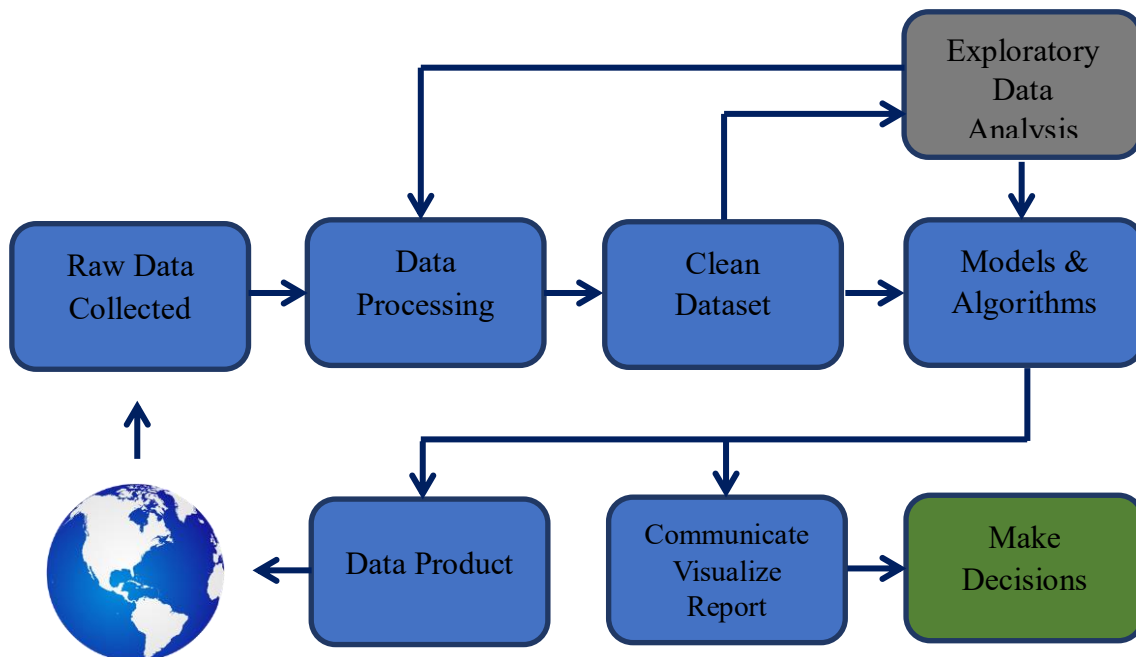 Exploratory
Data
Analysis
Raw Data
Collected
Data
Processing
Clean
Dataset
Models &
Algorithms
Data Product
Communicate
Visualize
Report
Make
Decisions